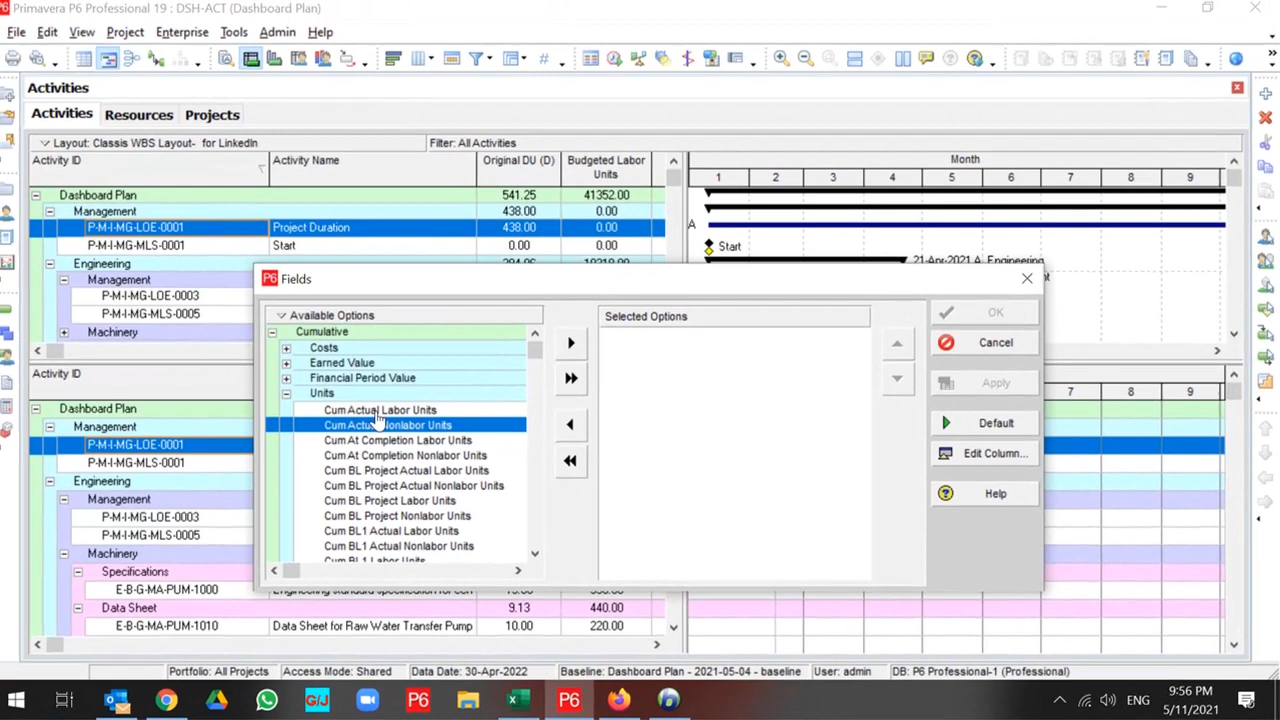 Primavera P6 Professional 19 : DSH-ACT (Dashboard Plan)
File Edit View Project Enterprise Tools Admin Help
Activities
Activities Resources Projects
Layout: Classis WBS Layout- for LinkedIn Filter: All Activities
Activity ID Activity Name Original DU (D) Budgeted Labor Units Month
1 2 3 4 5 6 7 8 9
Dashboard Plan 541.25 41352.00
Management 438.00 0.00
P-M-I-MG-LOE-0001 Project Duration 438.00 0.00
P-M-I-MG-MLS-0001 Start 0.00 0.00 Start
Engineering 21-Apr-2021 Engineering
Management
P-M-I-MG-LOE-0003
P-M-I-MG-LOE-0005
Machinery
P6 Fields
Available Options
Cumulative
Costs
Earned Value
Financial Period Value
Units
Cum Actual Labor Units
Cum Actual Nonlabor Units
Cum At Completion Labor Units
Cum At Completion Nonlabor Units
Cum BL Project Actual Labor Units
Cum BL Project Actual Nonlabor Units
Cum BL Project Labor Units
Cum BL Project Nonlabor Units
Cum BL1 Actual Labor Units
Cum BL1 Actual Nonlabor Units
Cum BL1 Labor Units
Selected Options
OK
Cancel
Apply
Default
Edit Column...
Help
Activity ID
7 8 9
Dashboard Plan
Management
P-M-I-MG-LOE-0001
P-M-I-MG-MLS-0001
Engineering
Management
P-M-I-MG-LOE-0003
P-M-I-MG-LOE-0005
Machinery
Specifications
E-B-G-MA-PUM-1000
Data Sheet 9.13 440.00
E-B-G-MA-PUM-1010 Data Sheet for Raw Water Transfer Pump 10.00 220.00
Portfolio: All Projects Access Mode: Shared Data Date: 30-Apr-2022 Baseline: Dashboard Plan - 2021-05-04 - baseline User: admin DB: P6 Professional-1 (Professional)
G/J P6 P6 ENG 9:56 PM
5/11/2021